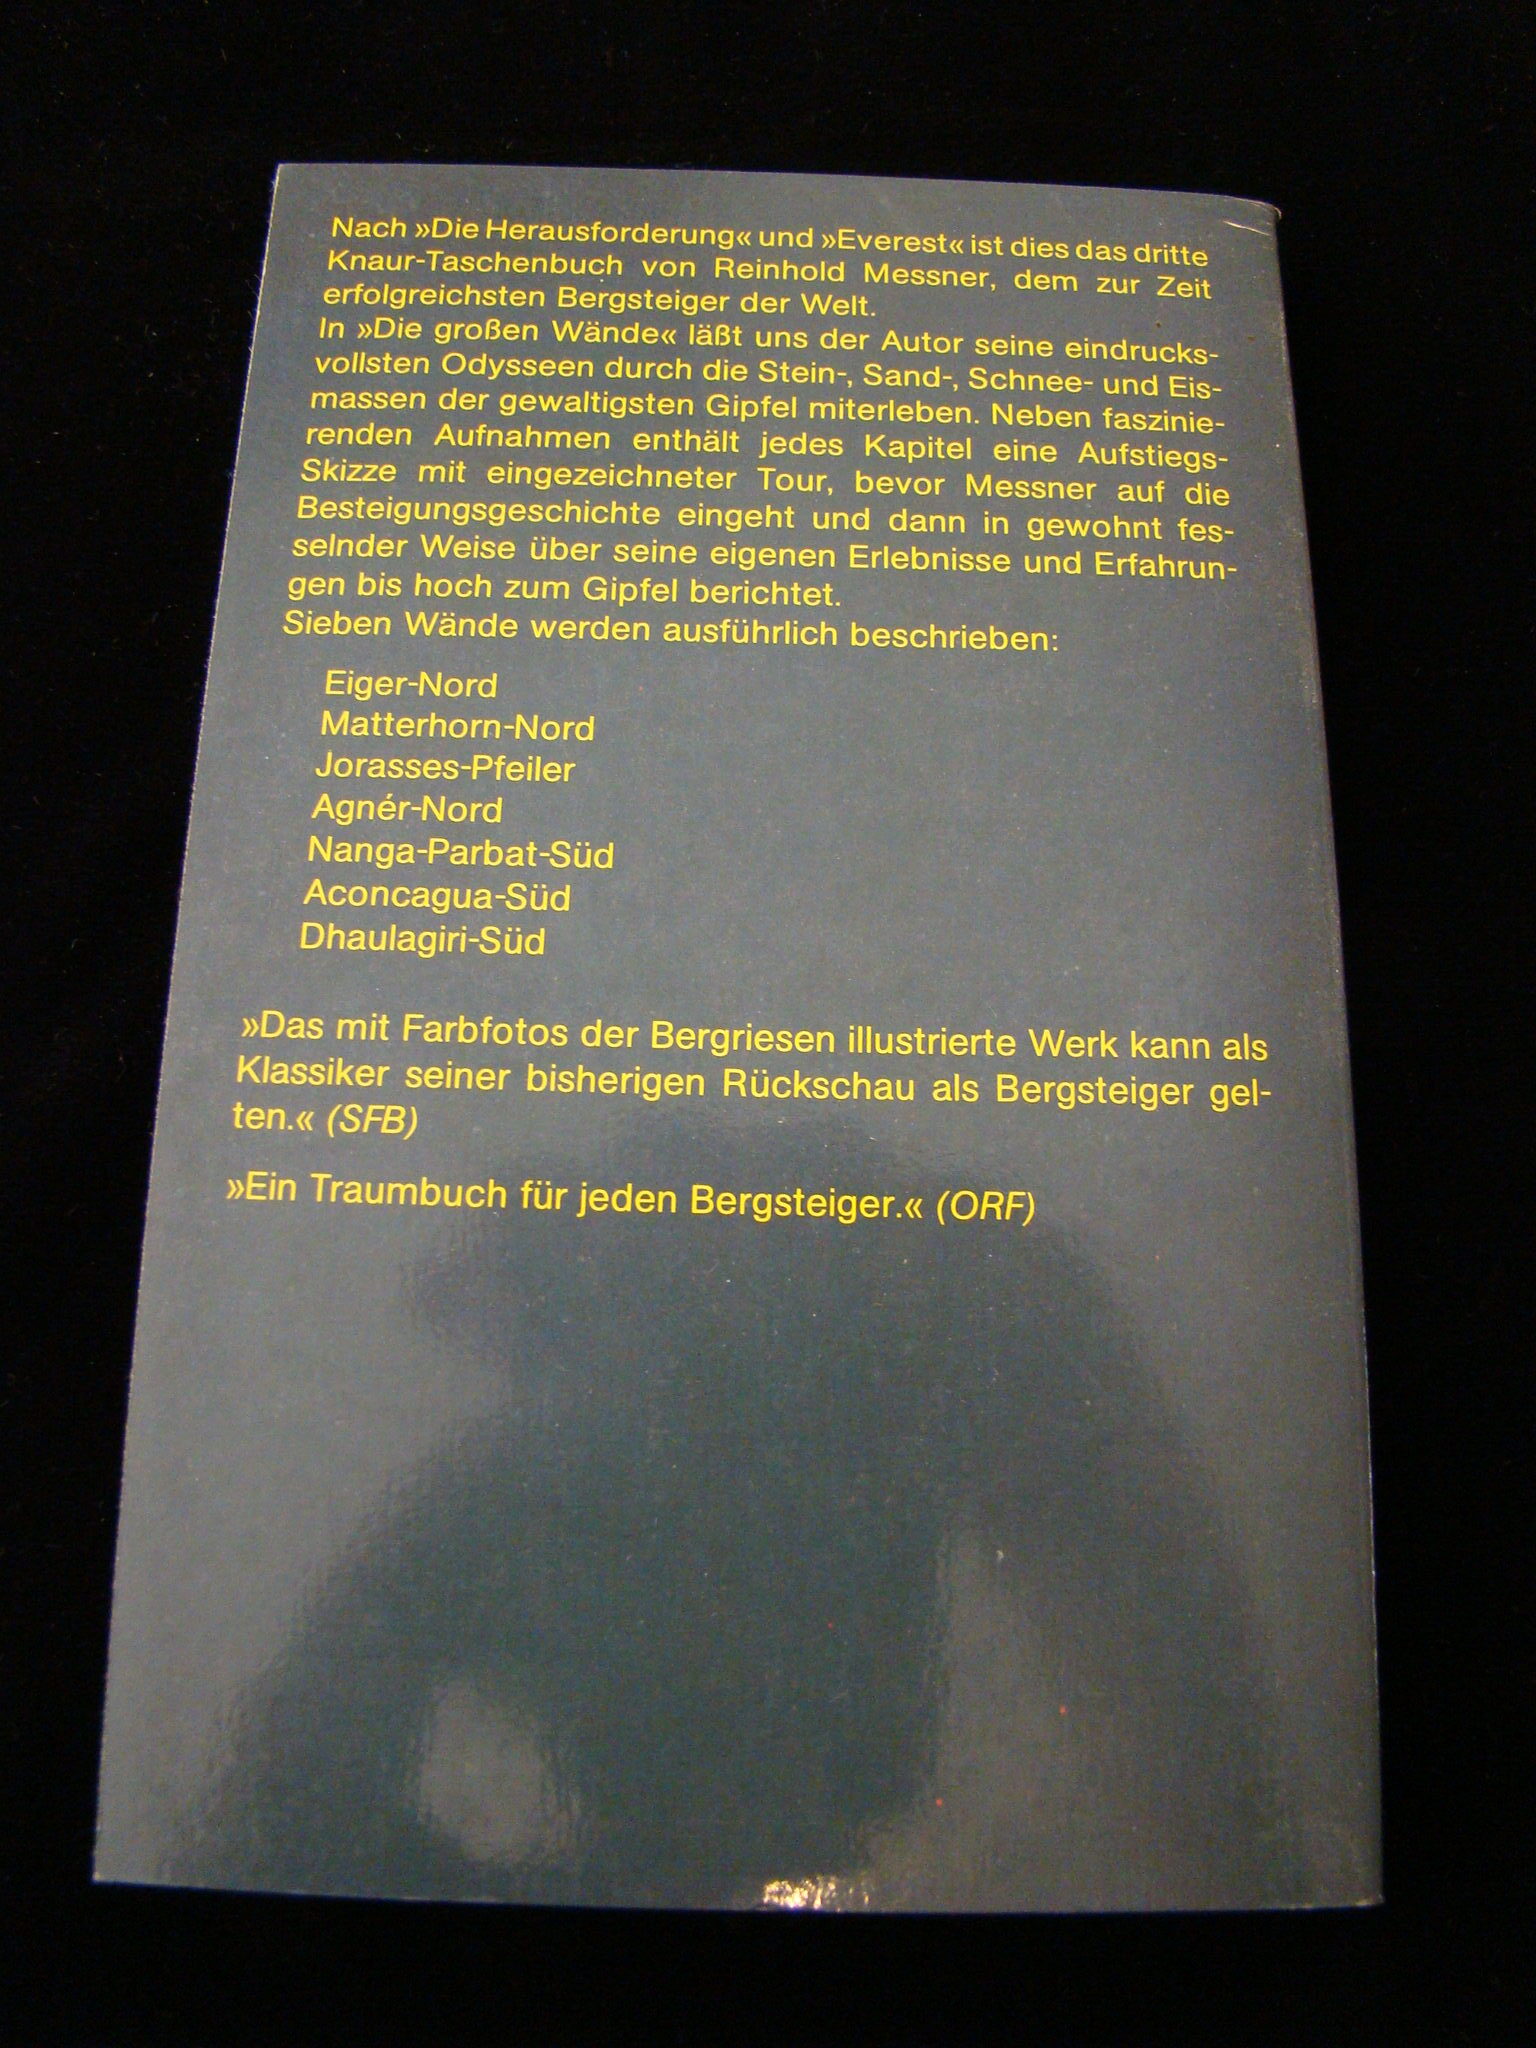 Nach »Die Herausforderung« und »Everest« ist dies das dritte
Knaur-Taschenbuch von Reinhold Messner, dem zur Zeit
erfolgreichsten Bergsteiger der Welt.
In »Die großen Wände« läßt uns der Autor seine eindrucks-
vollsten Odysseen durch die Stein-, Sand-, Schnee- und Eis-
massen der gewaltigsten Gipfel miterleben. Neben faszinie-
renden Aufnahmen enthält jedes Kapitel eine Aufstiegs-
Skizze mit eingezeichneter Tour, bevor Messner auf die
Besteigungsgeschichte eingeht und dann in gewohnt fes-
selnder Weise über seine eigenen Erlebnisse und Erfahrun-
gen bis hoch zum Gipfel berichtet.
Sieben Wände werden ausführlich beschrieben:
Eiger-Nord
Matterhorn-Nord
Jorasses-Pfeiler
Agnér-Nord
Nanga-Parbat-Süd
Aconcagua-Süd
Dhaulagiri-Süd
»Das mit Farbfotos der Bergriesen illustrierte Werk kann als
Klassiker seiner bisherigen Rückschau als Bergsteiger gel-
ten.« (SFB)
»Ein Traumbuch für jeden Bergsteiger.« (ORF)